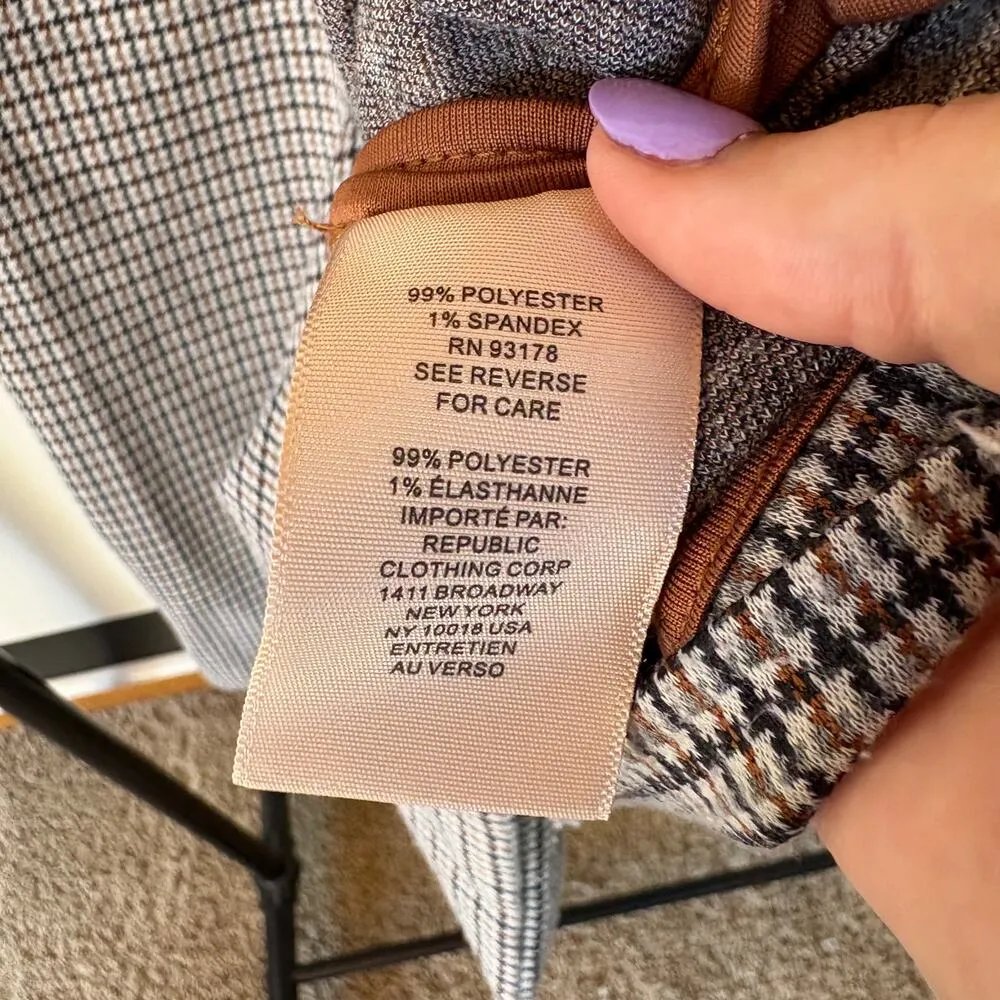 99% POLYESTER
1% SPANDEX
RN 93178
SEE REVERSE
FOR CARE
99% POLYESTER
1% ÉLASTHANNE
IMPORTÉ PAR:
REPUBLIC
CLOTHING CORP
1411 BROADWAY
NEW YORK
NY 10018 USA
ENTRETIEN
AU VERSO